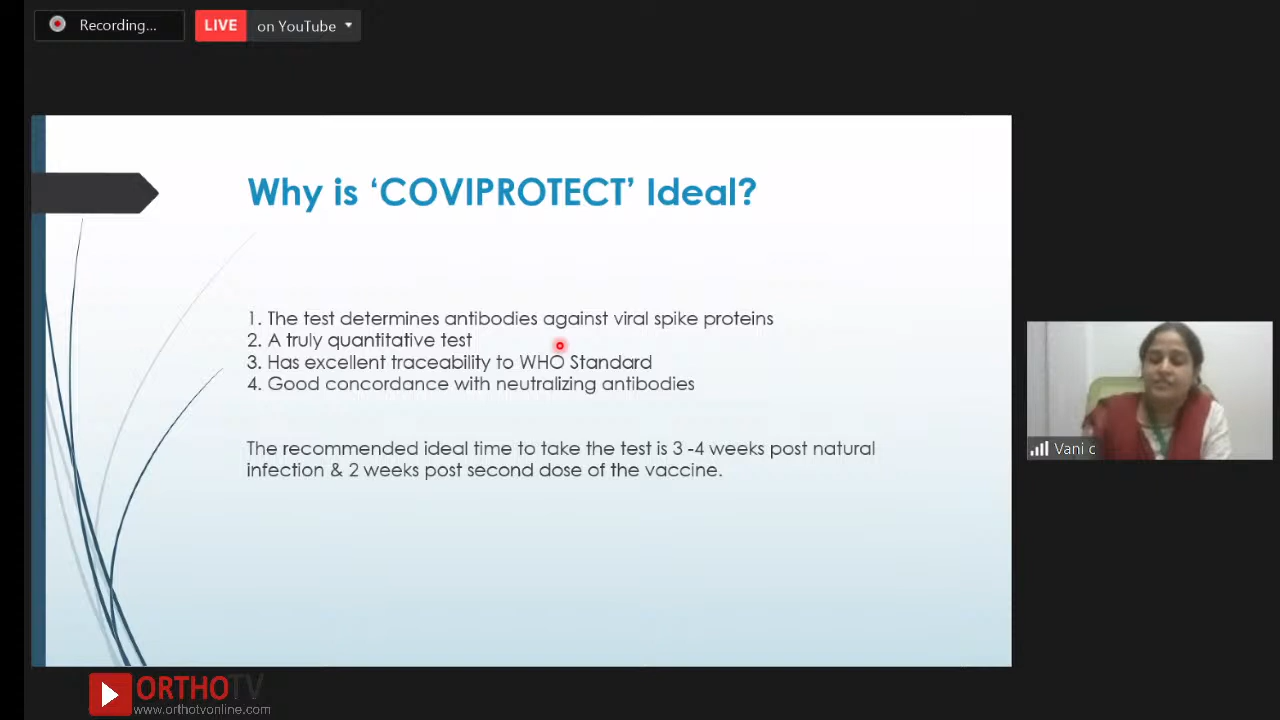 Recording...
LIVE on YouTube
Why is ‘COVIPROTECT’ Ideal?
1. The test determines antibodies against viral spike proteins
2. A truly quantitative test
3. Has excellent traceability to WHO Standard
4. Good concordance with neutralizing antibodies
The recommended ideal time to take the test is 3 -4 weeks post natural
infection & 2 weeks post second dose of the vaccine.
Vani c
ORTHOTV
www.orthotvonline.com